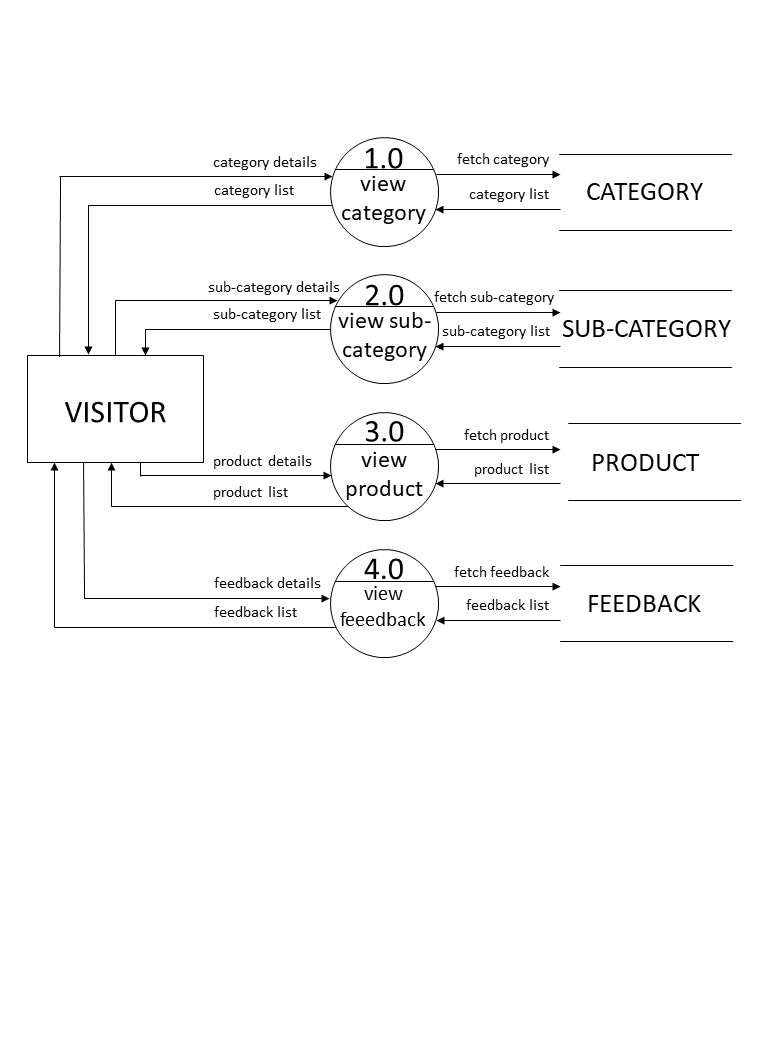 1.0
category details
view
category
fetch category
CATEGORY
category list
category list
2.0
sub-category details
view sub-
category
fetch sub-category
SUB-CATEGORY
sub-category list
sub-category list
VISITOR
3.0
product details
view
product
fetch product
PRODUCT
product list
product list
4.0
feedback details
view
feeedback
fetch feedback
FEEDBACK
feedback list
feedback list